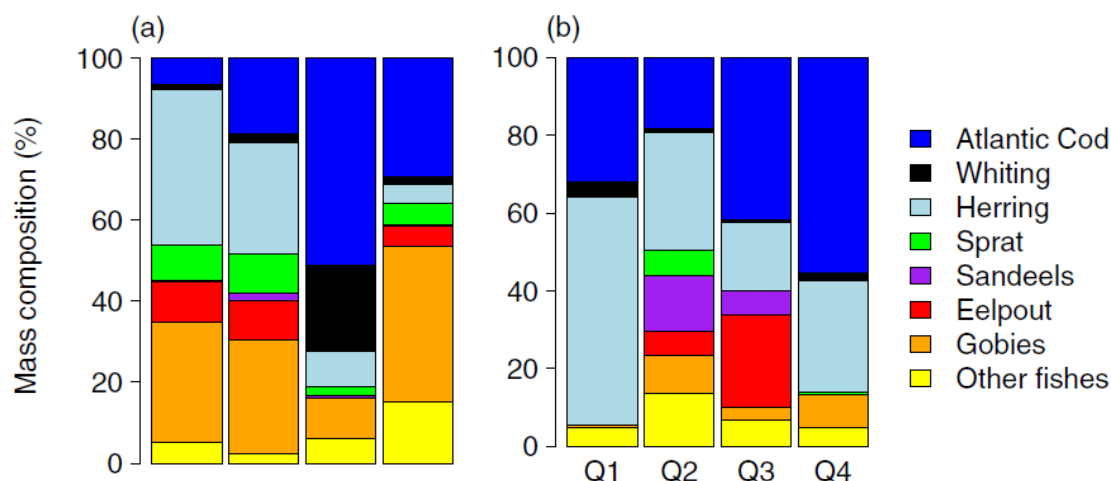 (a)
(b)
Mass composition (%)
100
80
60
40
20
0
100
80
60
40
20
0
Q1 Q2 Q3 Q4
Atlantic Cod
Whiting
Herring
Sprat
Sandeels
Eelpout
Gobies
Other fishes